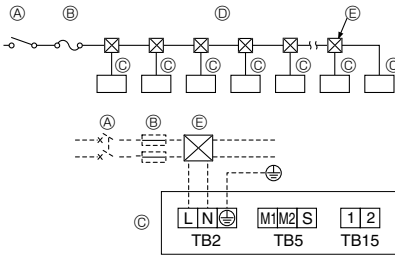 Ⓐ Ⓑ Ⓓ Ⓔ
Ⓒ Ⓒ Ⓒ Ⓒ Ⓒ Ⓒ Ⓒ
Ⓐ Ⓑ Ⓔ
Ⓒ L N M1 M2 S 1 2
TB2 TB5 TB15